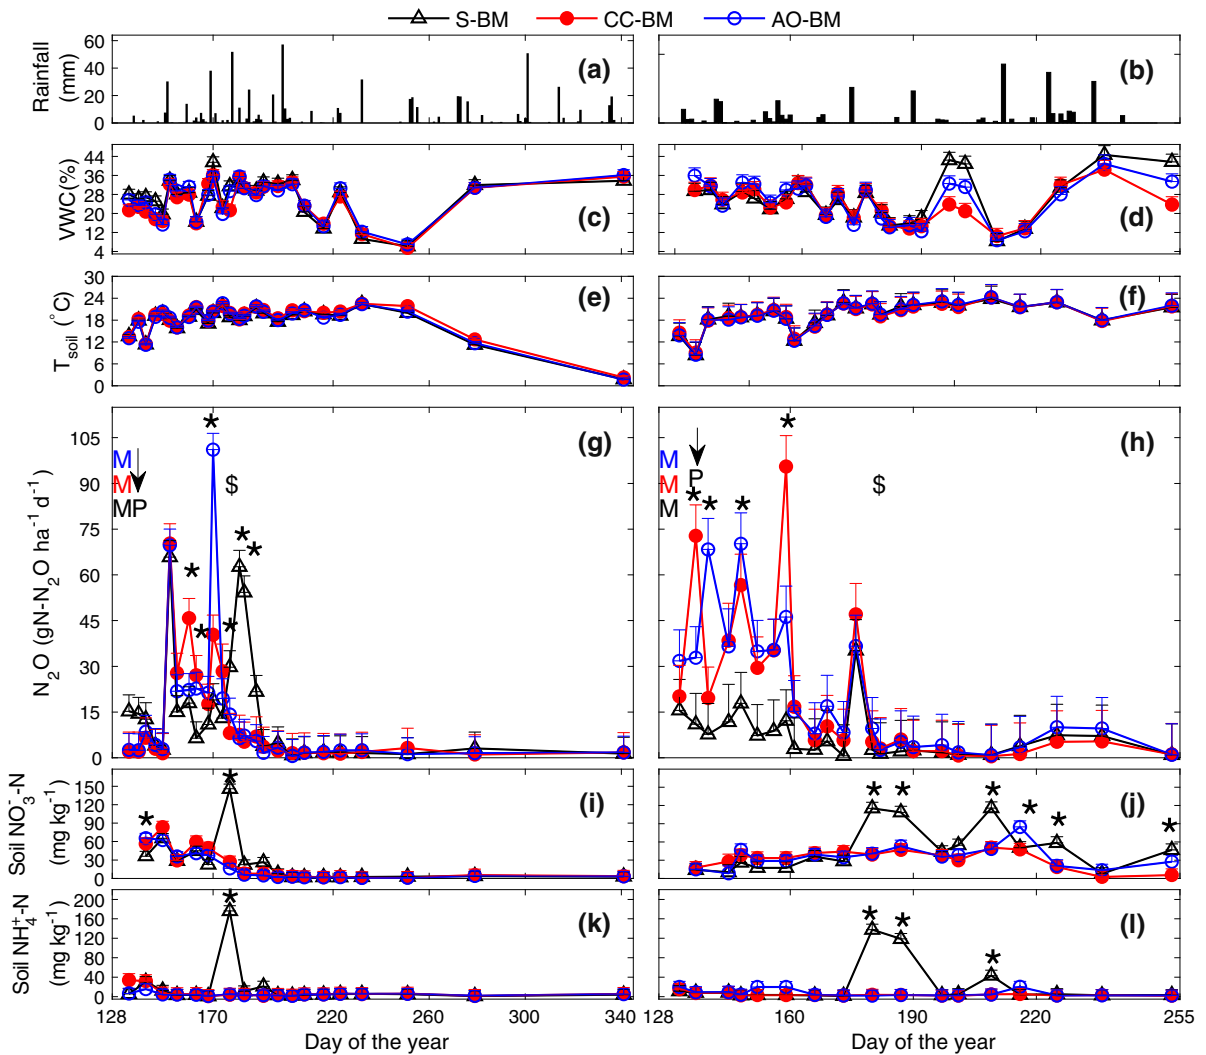 S-BM CC-BM AO-BM
Rainfall (mm)
60
40
20
0
(a)
(b)
VWC(%)
44
36
28
20
12
4
(c)
(d)
T_soil (°C)
30
24
18
12
6
0
(e)
(f)
N₂O (gN-N₂O ha⁻¹ d⁻¹)
105
90
75
60
45
30
15
0
M
M
MP
*
*
*
*
*
*
$
(g)
M
M
M
P
*
*
*
*
$
(h)
Soil NO₃⁻-N (mg kg⁻¹)
150
120
90
60
30
0
*
*
(i)
*
*
*
*
*
*
(j)
Soil NH₄⁺-N (mg kg⁻¹)
200
160
120
80
40
0
*
(k)
*
*
*
(l)
128 170 220 260 300 340
128 160 190 220 255
Day of the year
Day of the year